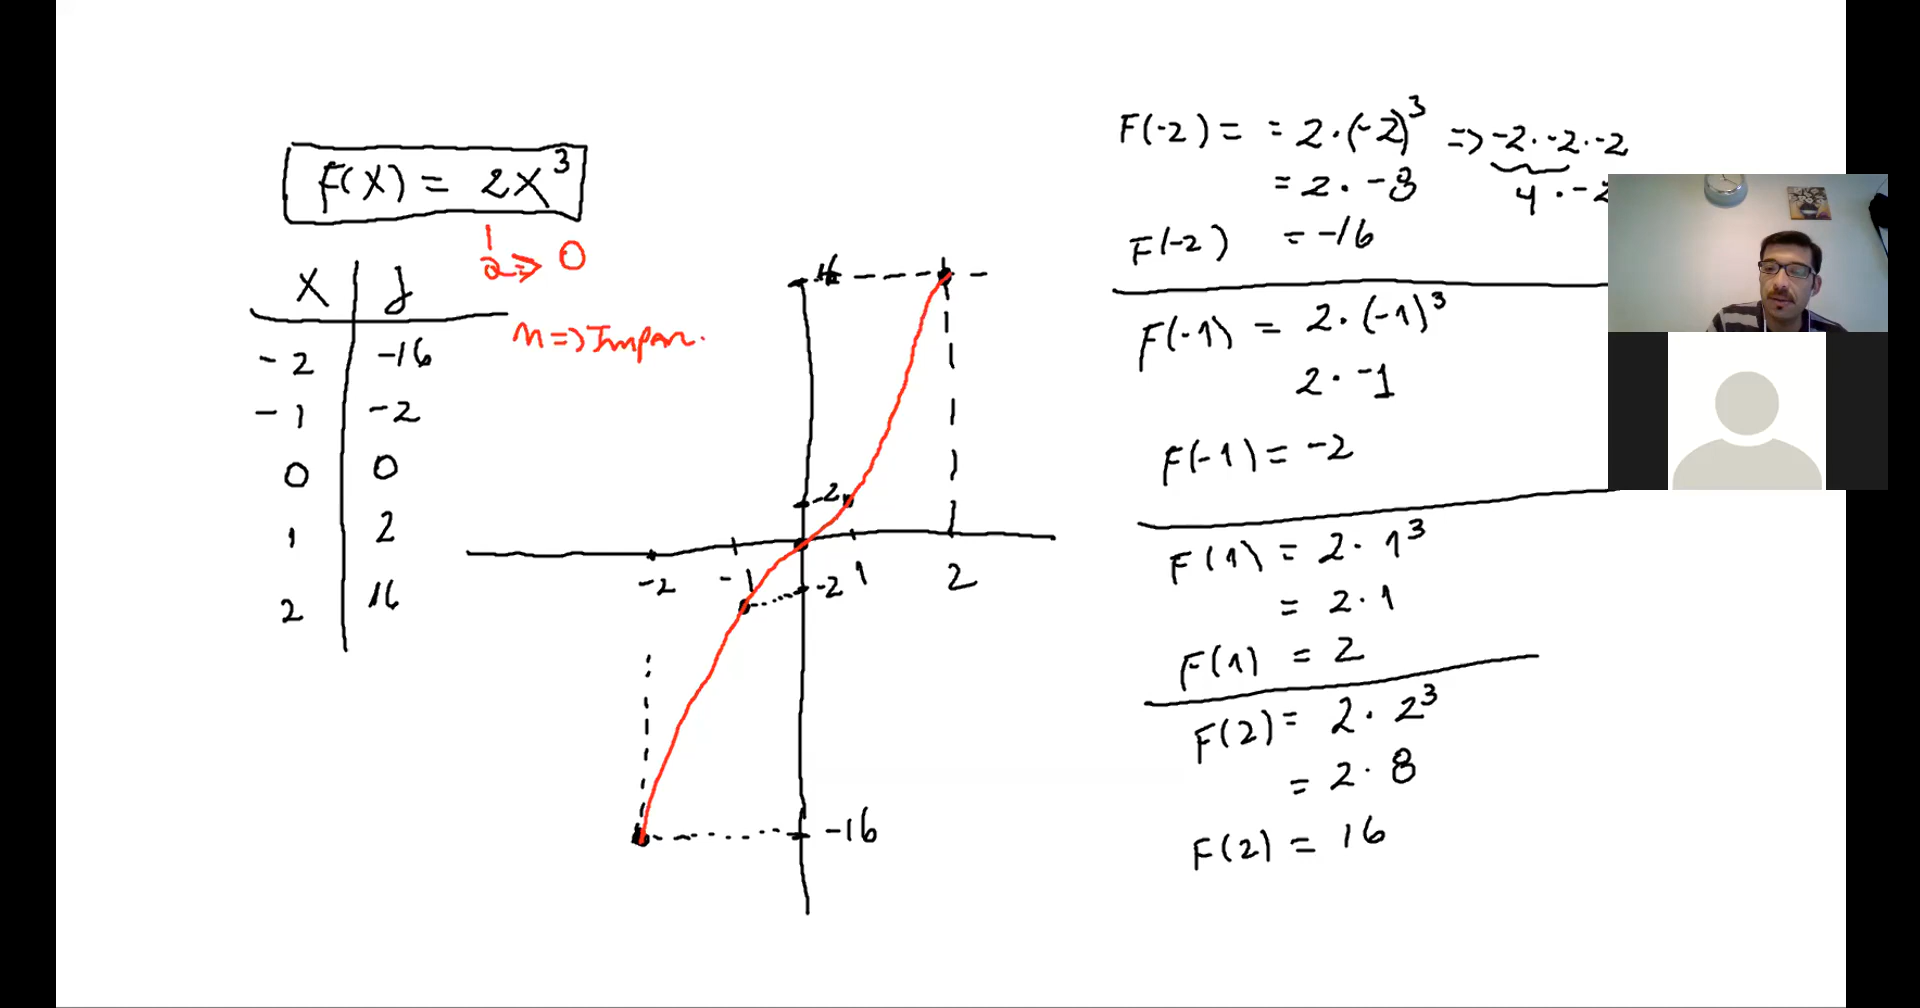 F(x) = 2x³
2 => 0
n => Impar.
x | y
-2 | -16
-1 | -2
0 | 0
1 | 2
2 | 16
16
2
-2 -1 1 2
-2
-16
F(-2) = = 2 · (-2)³ => -2 · -2 · -2
= 2 · -8 4 · -2
F(-2) = -16
F(-1) = 2 · (-1)³
2 · -1
F(-1) = -2
F(1) = 2 · 1³
= 2 · 1
F(1) = 2
F(2) = 2 · 2³
= 2 · 8
F(2) = 16